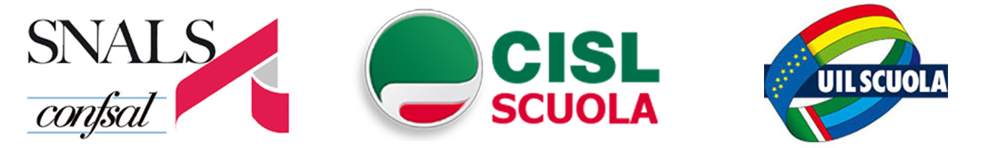 SNALS
confsal
CISL
SCUOLA
UIL SCUOLA